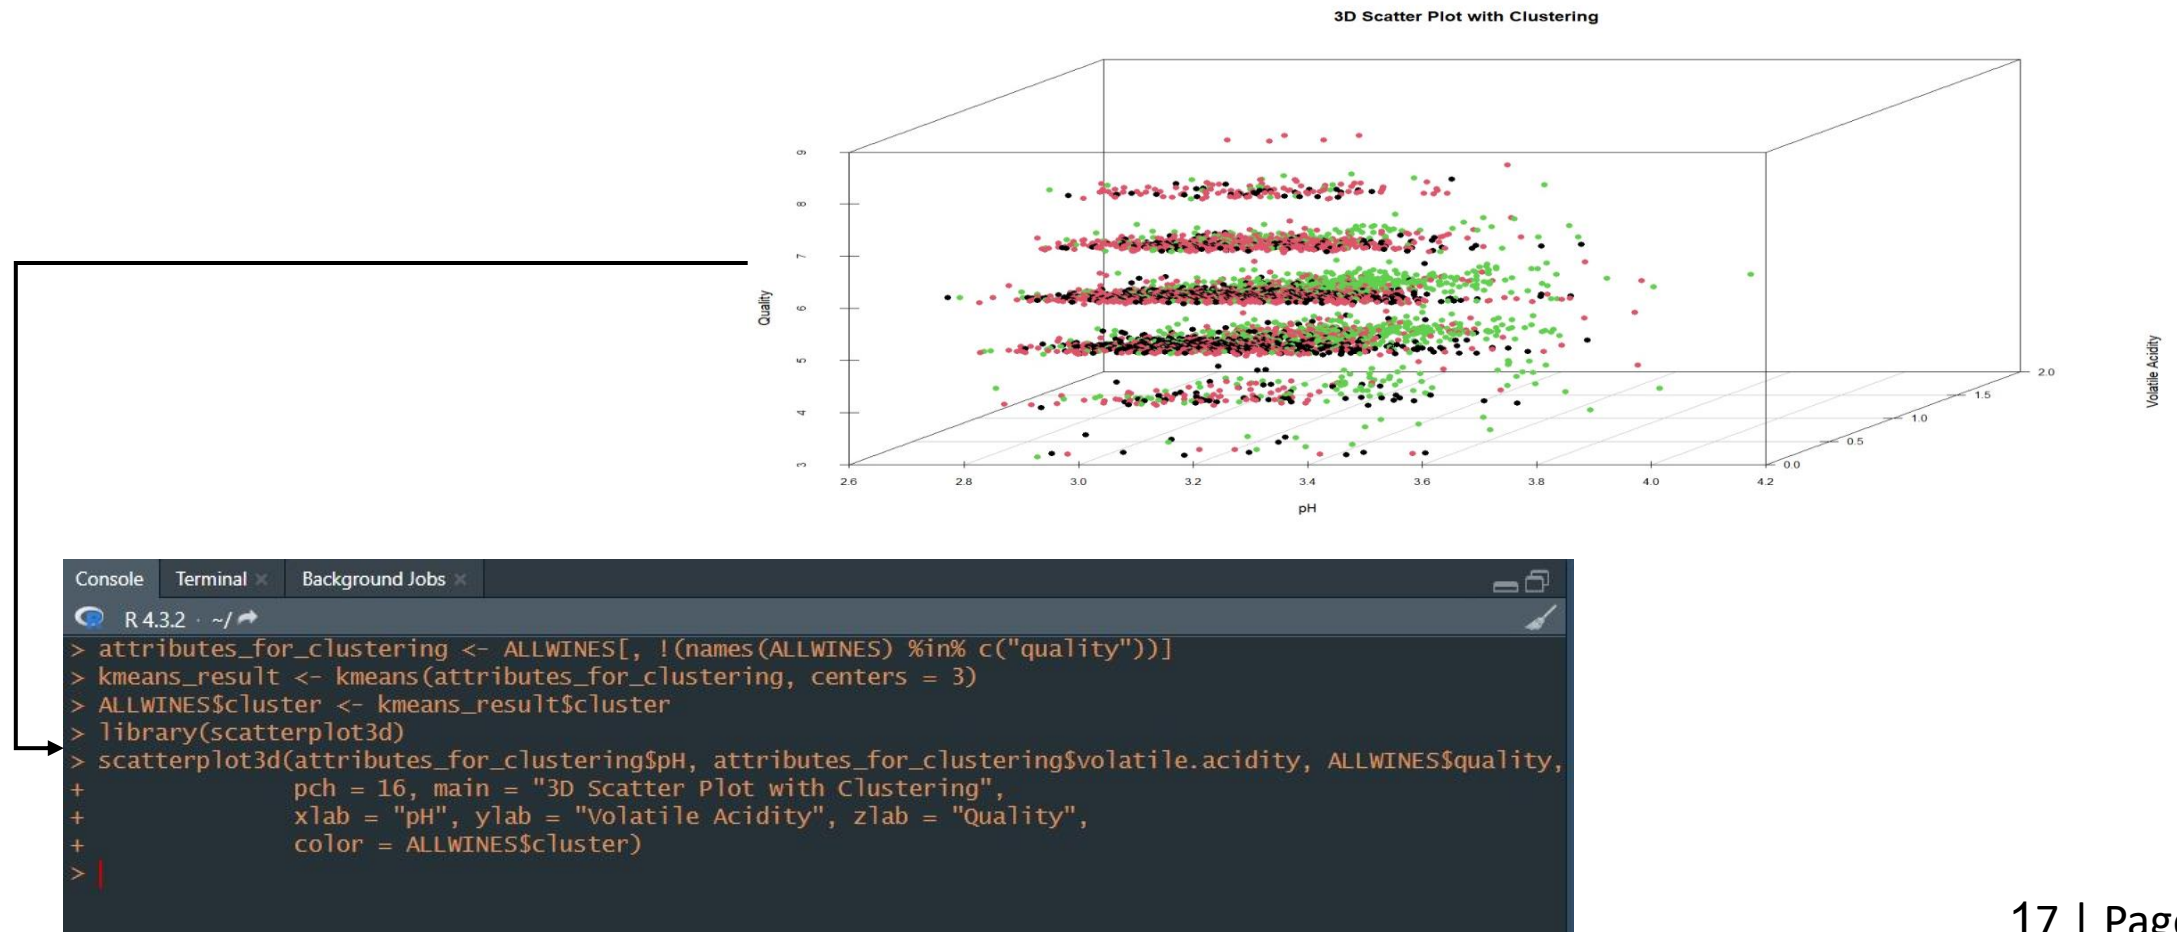 3D Scatter Plot with Clustering
9
8
7
6
5
4
3
Quality
2.6 2.8 3.0 3.2 3.4 3.6 3.8 4.0 4.2
pH
0.0
0.5
1.0
1.5
2.0
Volatile Acidity
Console Terminal Background Jobs
R 4.3.2 · ~/
> attributes_for_clustering <- ALLWINES[, !(names(ALLWINES) %in% c("quality"))]
> kmeans_result <- kmeans(attributes_for_clustering, centers = 3)
> ALLWINES$cluster <- kmeans_result$cluster
> library(scatterplot3d)
> scatterplot3d(attributes_for_clustering$pH, attributes_for_clustering$volatile.acidity, ALLWINES$quality,
+ pch = 16, main = "3D Scatter Plot with Clustering",
+ xlab = "pH", ylab = "Volatile Acidity", zlab = "Quality",
+ color = ALLWINES$cluster)
>
17 | Page